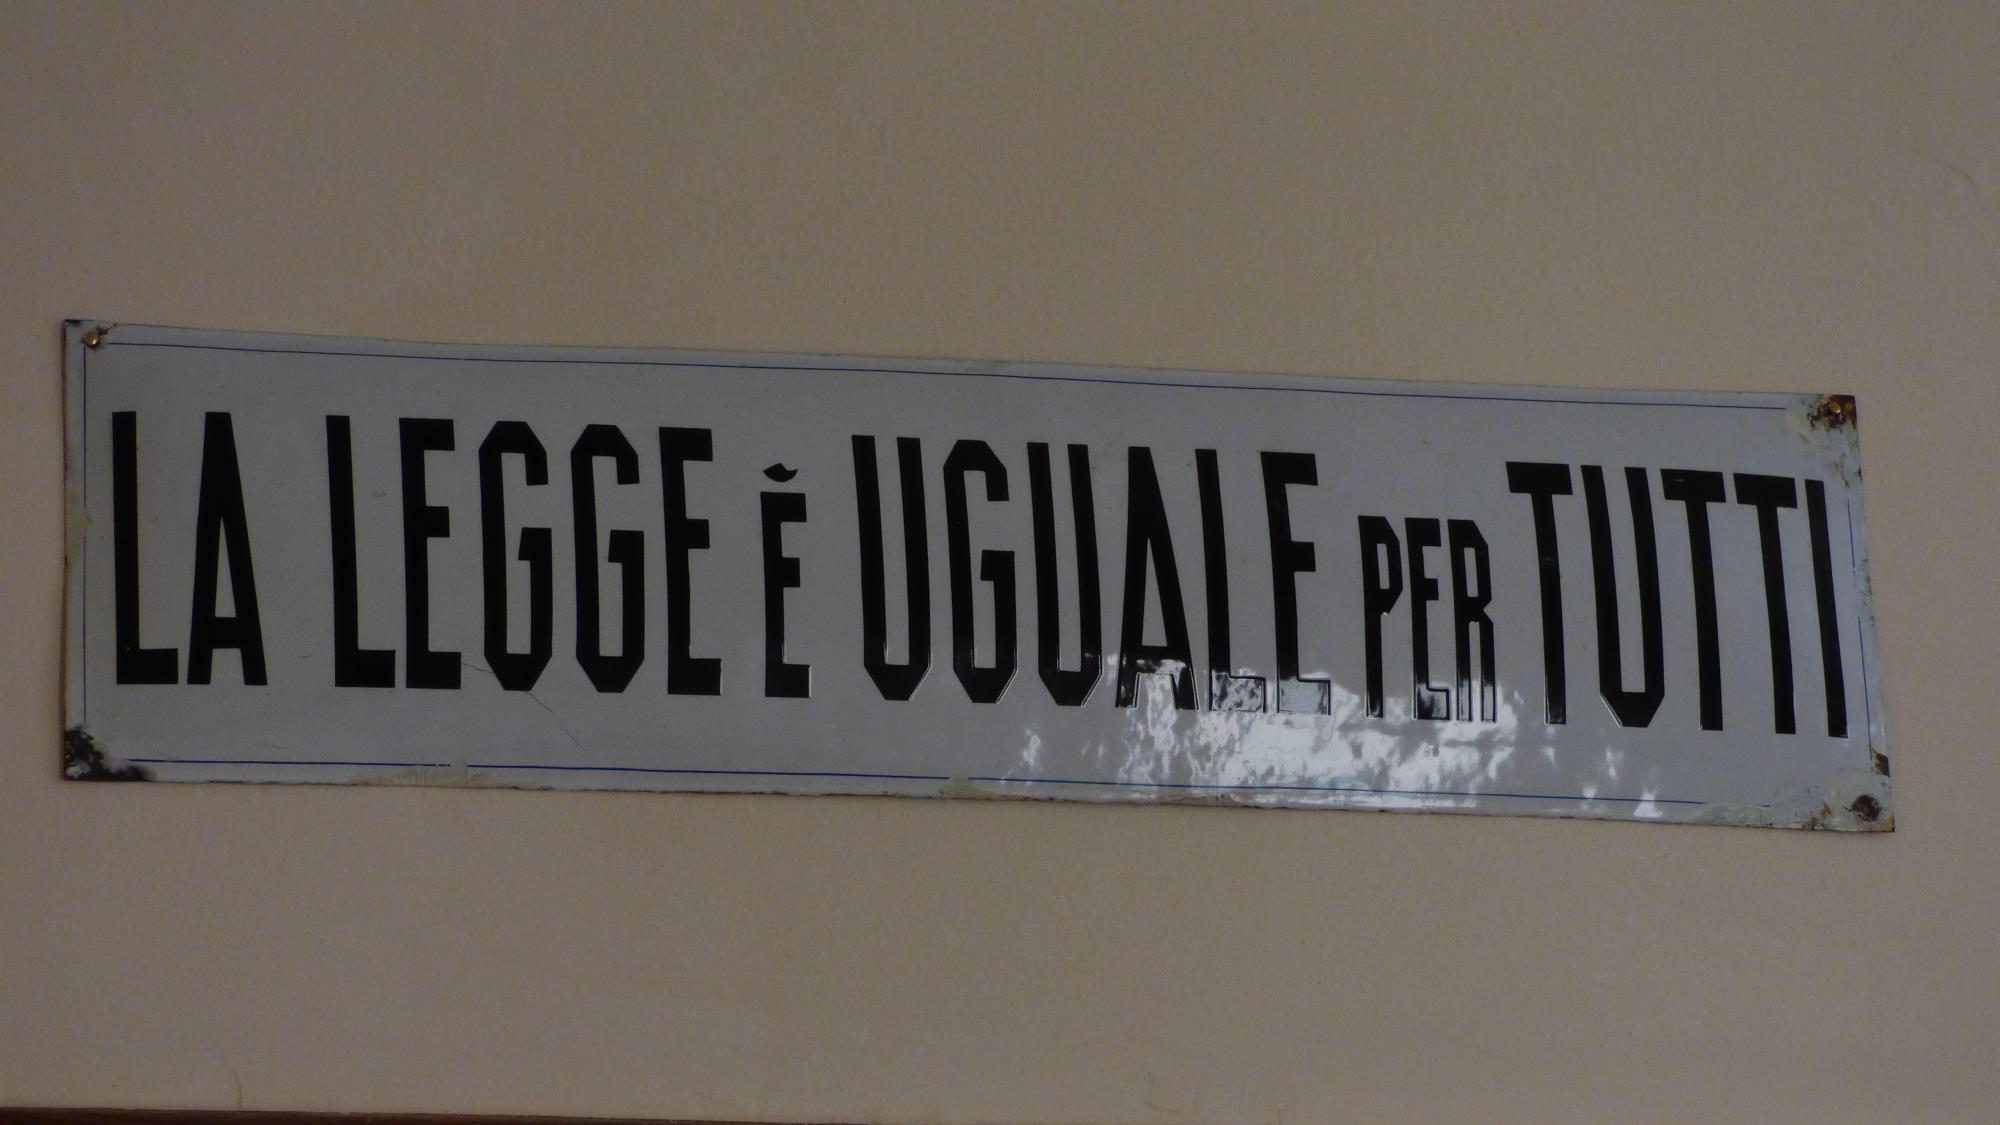 LA LEGGE È UGUALE PER TUTTI